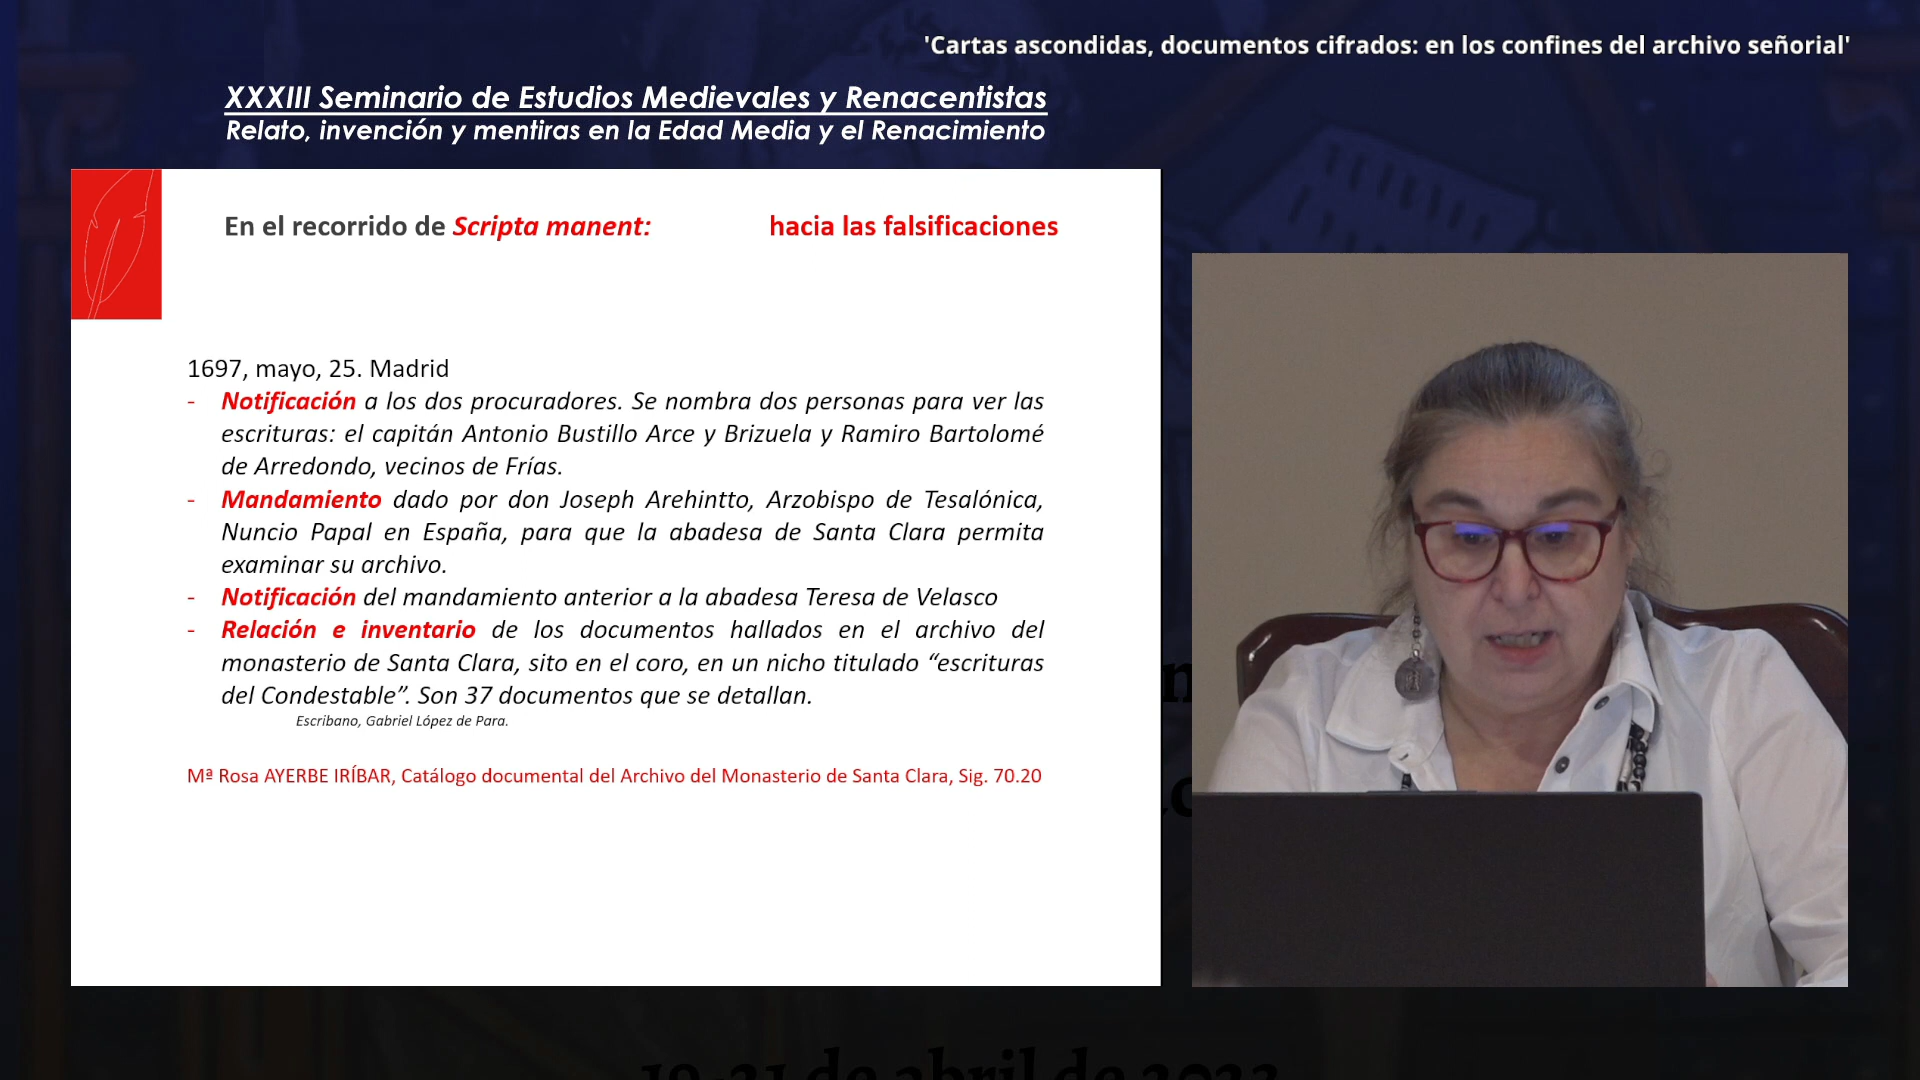 'Cartas ascondidas, documentos cifrados: en los confines del archivo señorial'
XXXIII Seminario de Estudios Medievales y Renacentistas
Relato, invención y mentiras en la Edad Media y el Renacimiento
En el recorrido de Scripta manent: hacia las falsificaciones
1697, mayo, 25. Madrid
- Notificación a los dos procuradores. Se nombra dos personas para ver las
escrituras: el capitán Antonio Bustillo Arce y Brizuela y Ramiro Bartolomé
de Arredondo, vecinos de Frías.
- Mandamiento dado por don Joseph Arehintto, Arzobispo de Tesalónica,
Nuncio Papal en España, para que la abadesa de Santa Clara permita
examinar su archivo.
- Notificación del mandamiento anterior a la abadesa Teresa de Velasco
- Relación e inventario de los documentos hallados en el archivo del
monasterio de Santa Clara, sito en el coro, en un nicho titulado “escrituras
del Condestable”. Son 37 documentos que se detallan.
Escribano, Gabriel López de Para.
Mª Rosa AYERBE IRÍBAR, Catálogo documental del Archivo del Monasterio de Santa Clara, Sig. 70.20
19-21 de abril de 2023